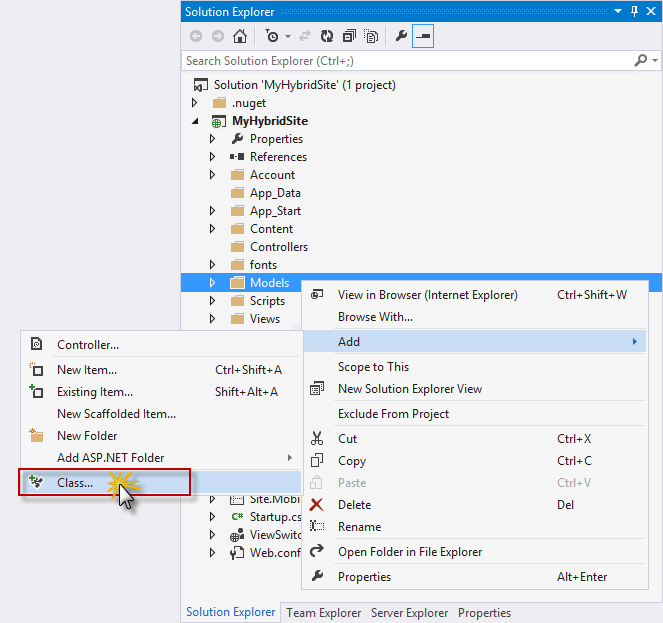 Solution Explorer
Search Solution Explorer (Ctrl+;)
Solution 'MyHybridSite' (1 project)
.nuget
MyHybridSite
Properties
References
Account
App_Data
App_Start
Content
Controllers
fonts
Models
Scripts
Views
View in Browser (Internet Explorer) Ctrl+Shift+W
Browse With...
Add
Scope to This
New Solution Explorer View
Exclude From Project
Cut Ctrl+X
Copy Ctrl+C
Paste Ctrl+V
Delete Del
Rename
Open Folder in File Explorer
Properties Alt+Enter
Controller...
New Item... Ctrl+Shift+A
Existing Item... Shift+Alt+A
New Scaffolded Item...
New Folder
Add ASP.NET Folder
Class...
Site.Mobi
C# Startup.cs
ViewSwitc
Web.conf
Solution Explorer Team Explorer Server Explorer Properties